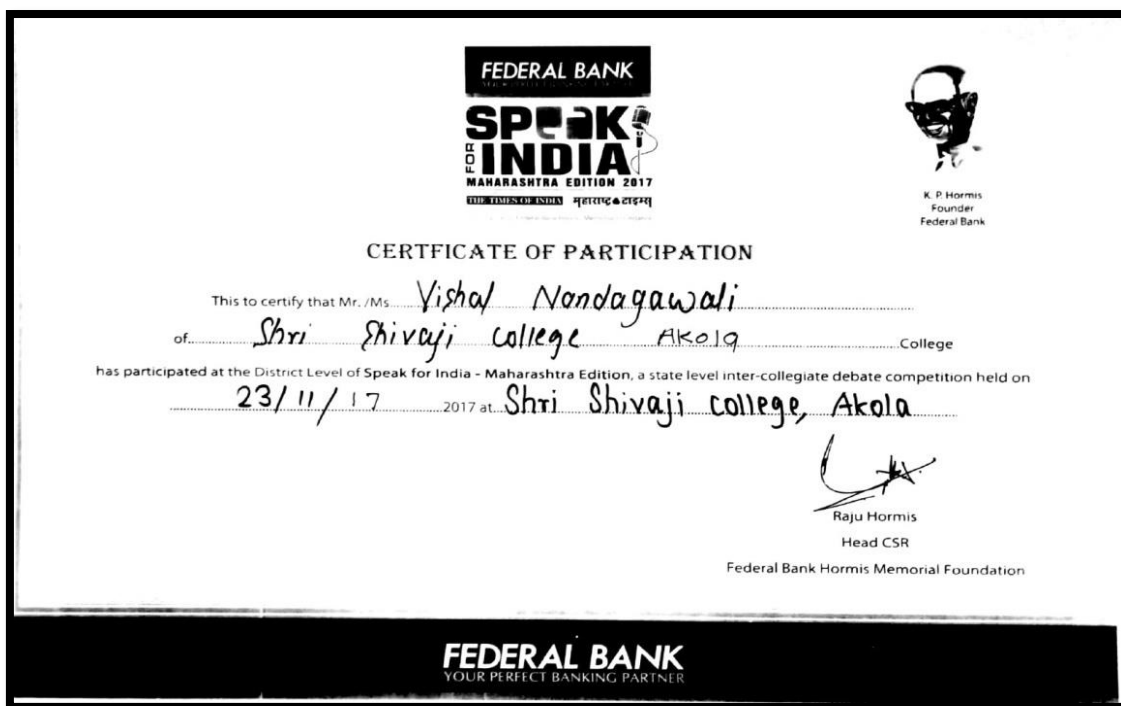 FEDERAL BANK
SPEaK
FOR
INDIA
MAHARASHTRA EDITION 2017
THE TIMES OF INDIA महाराष्ट्र टाइम्स
K. P. Hormis
Founder
Federal Bank
CERTFICATE OF PARTICIPATION
This to certify that Mr. /Ms. Vishal Nandagawali
of Shri Shivaji college Akola College
has participated at the District Level of Speak for India - Maharashtra Edition, a state level inter-collegiate debate competition held on
23/11/17 2017 at Shri Shivaji college, Akola
Raju Hormis
Head CSR
Federal Bank Hormis Memorial Foundation
FEDERAL BANK
YOUR PERFECT BANKING PARTNER